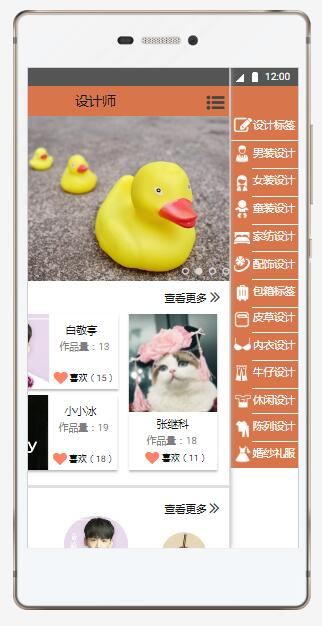 12:00
设计师
查看更多
白敬亭
作品量：13
喜欢（15）
小小冰
作品量：19
喜欢（18）
张继科
作品量：18
喜欢（11）
查看更多
设计标签
男装设计
女装设计
童装设计
家纺设计
配饰设计
包箱标签
皮草设计
内衣设计
牛仔设计
休闲设计
陈列设计
婚纱礼服